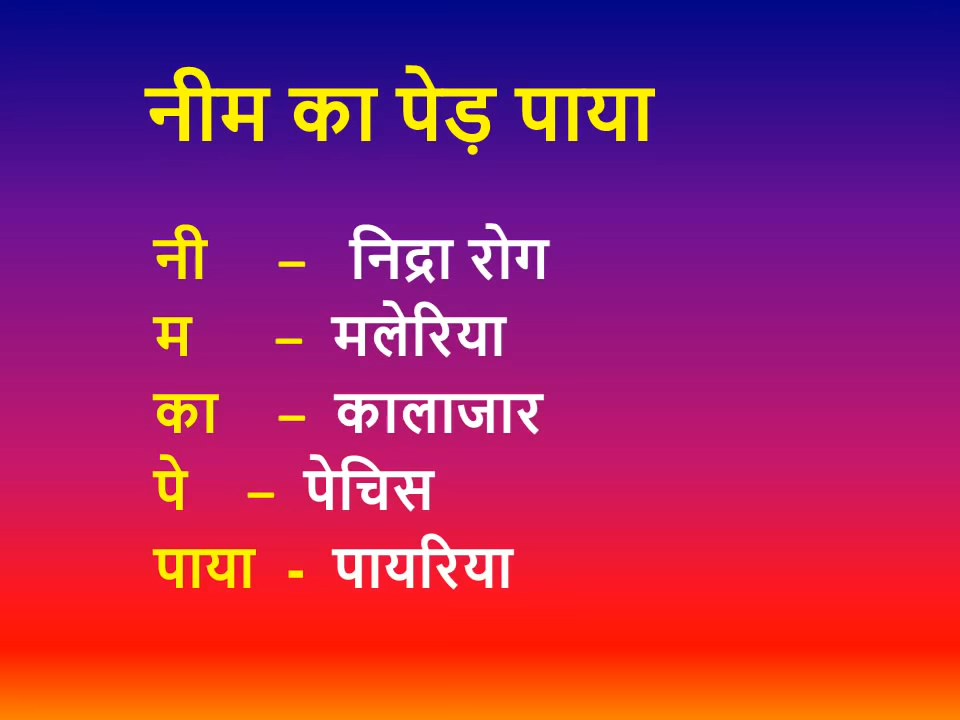 नीम का पेड़ पाया
नी – निद्रा रोग
म – मलेरिया
का – कालाजार
पे – पेचिस
पाया - पायरिया